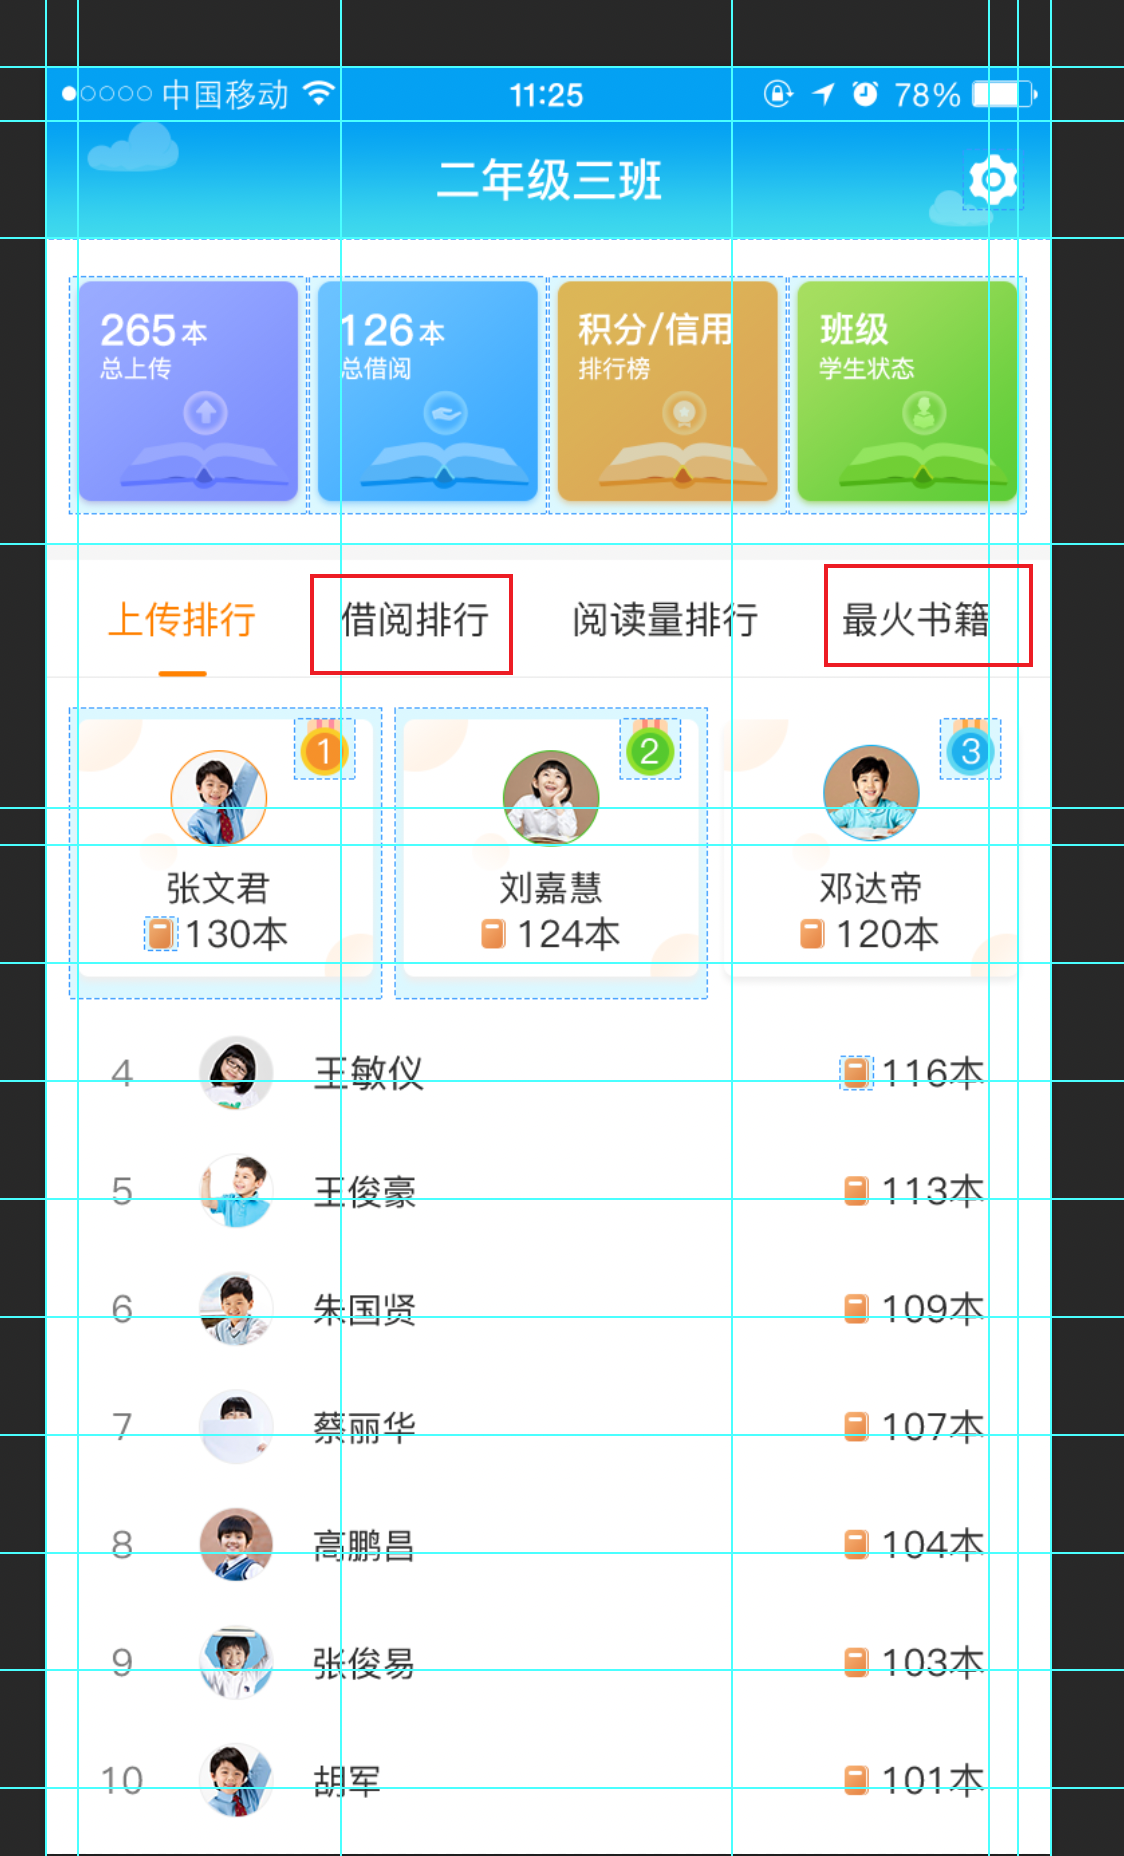 中国移动 11:25 78%
二年级三班
265本
总上传
126本
总借阅
积分/信用
排行榜
班级
学生状态
上传排行 借阅排行 阅读量排行 最火书籍
1
张文君
130本
2
刘嘉慧
124本
3
邓达帝
120本
4 王敏仪 116本
5 王俊豪 113本
6 朱国贤 109本
7 蔡丽华 107本
8 高鹏昌 104本
9 张俊易 103本
10 胡军 101本